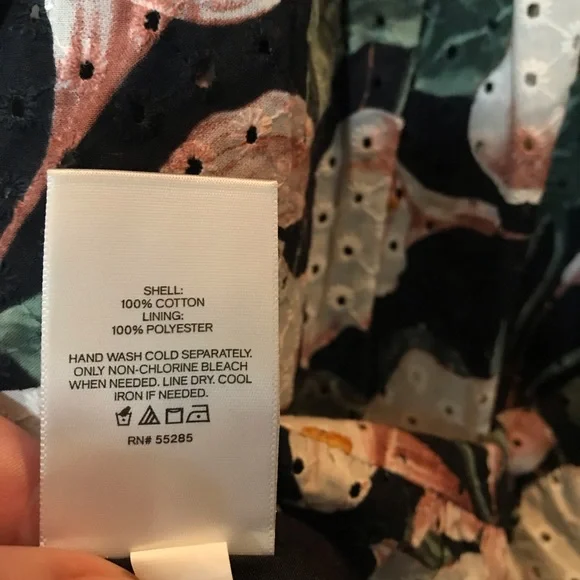 SHELL:
100% COTTON
LINING:
100% POLYESTER
HAND WASH COLD SEPARATELY.
ONLY NON-CHLORINE BLEACH
WHEN NEEDED. LINE DRY. COOL
IRON IF NEEDED.
RN# 55285